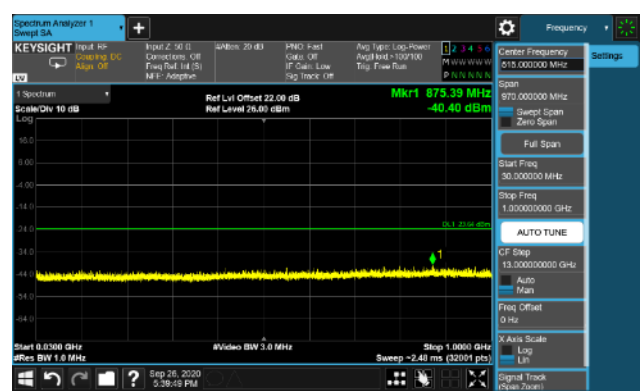 Spectrum Analyzer 1
Swept SA
Frequency
KEYSIGHT
Input: RF
Coupling: DC
Align: Off
Input Z: 50 Ω
Corrections: Off
Freq Ref: Int (S)
NFE: Adaptive
#Atten: 20 dB
PNO: Fast
Gate: Off
IF Gain: Low
Sig Track: Off
Avg Type: Log-Power
Avg|Hold:>100/100
Trig: Free Run
1 2 3 4 5 6
M W W W W W
P N N N N N
Center Frequency
515.000000 MHz
Settings
1 Spectrum
Scale/Div 10 dB
Log
Ref Lvl Offset 22.00 dB
Ref Level 26.00 dBm
Mkr1 875.39 MHz
-40.40 dBm
Span
970.000000 MHz
Swept Span
Zero Span
Full Span
Start Freq
30.000000 MHz
Stop Freq
1.000000000 GHz
AUTO TUNE
CF Step
13.000000000 GHz
Auto
Man
Freq Offset
0 Hz
X Axis Scale
Log
Lin
Signal Track
(Span Zoom)
16.0
6.00
-4.00
-14.0
-24.0
-34.0
-44.0
-54.0
-64.0
1
Start 0.0300 GHz
#Res BW 1.0 MHz
#Video BW 3.0 MHz
Stop 1.0000 GHz
Sweep ~2.48 ms (32001 pts)
?
Sep 26, 2020
5:39:49 PM